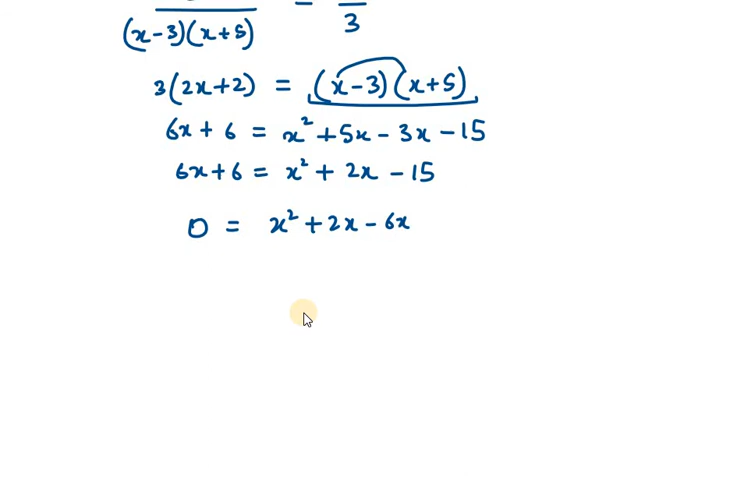 (x-3)(x+5) = 3
3(2x+2) = (x-3)(x+5)
6x + 6 = x² + 5x - 3x - 15
6x+6 = x² + 2x - 15
0 = x² + 2x - 6x